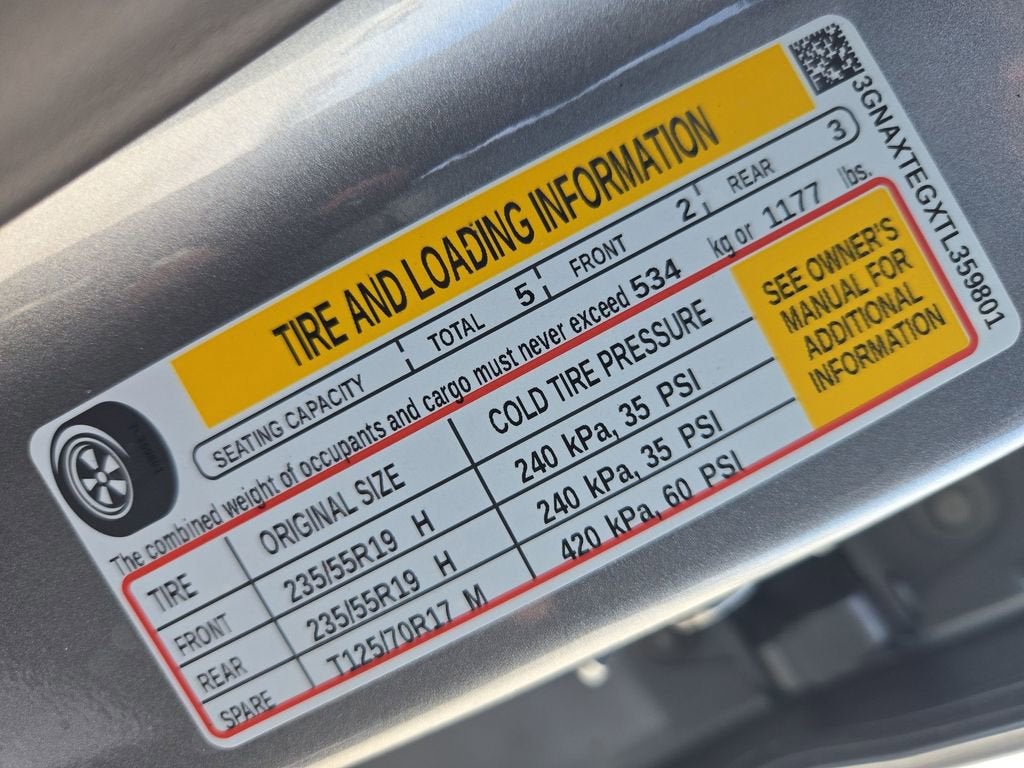 TIRE AND LOADING INFORMATION
SEATING CAPACITY TOTAL 5 FRONT 2 REAR 3
The combined weight of occupants and cargo must never exceed 534 kg or 1177 lbs.
TIRE ORIGINAL SIZE COLD TIRE PRESSURE
FRONT 235/55R19 H 240 kPa, 35 PSI
REAR 235/55R19 H 240 kPa, 35 PSI
SPARE T125/70R17 M 420 kPa, 60 PSI
SEE OWNER'S
MANUAL FOR
ADDITIONAL
INFORMATION
3GNAXTEGXTL359801